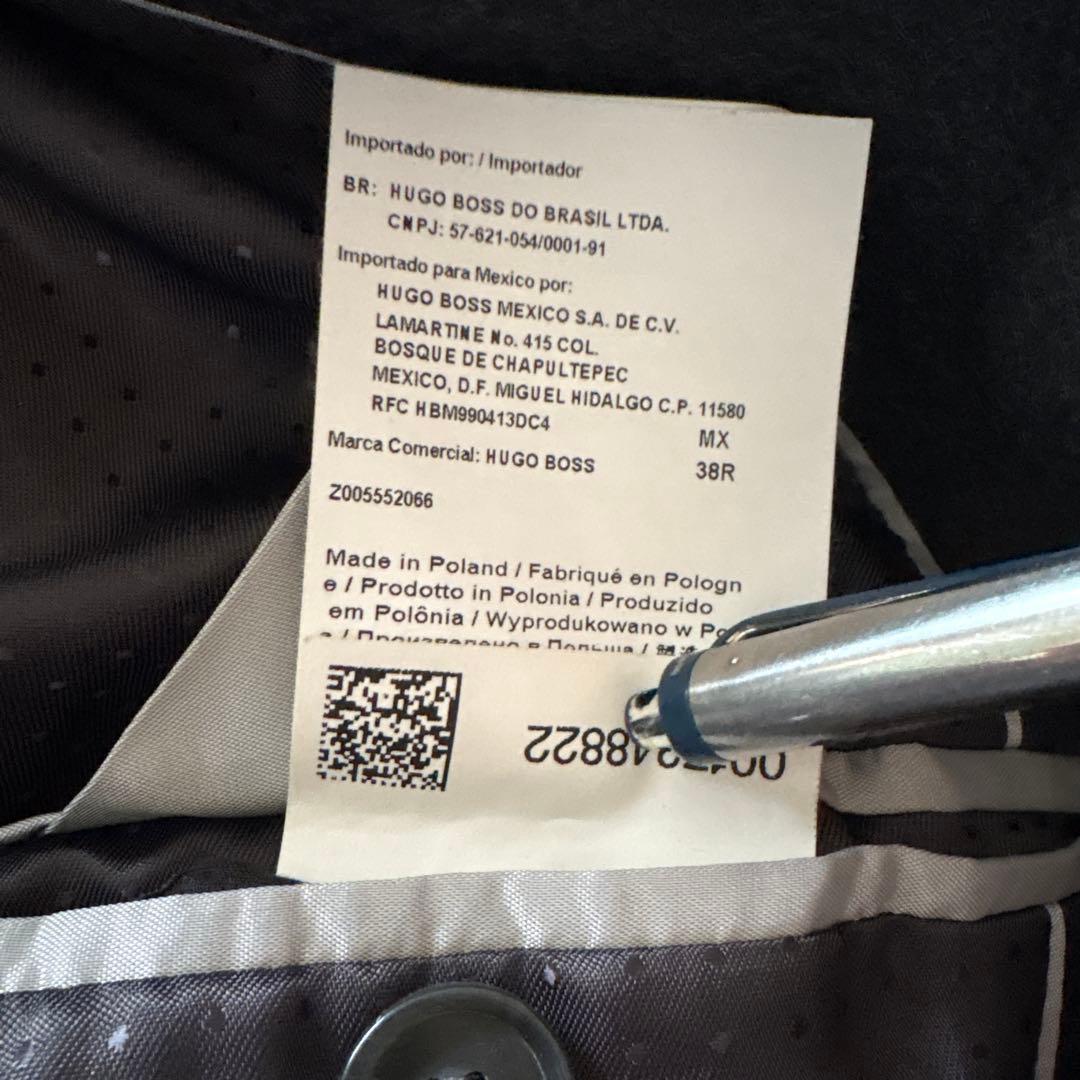 Importado por: / Importador
BR: HUGO BOSS DO BRASIL LTDA.
CNPJ: 57-621-054/0001-91
Importado para Mexico por:
HUGO BOSS MEXICO S.A. DE C.V.
LAMARTINE No. 415 COL.
BOSQUE DE CHAPULTEPEC
MEXICO, D.F. MIGUEL HIDALGO C.P. 11580
RFC HBM990413DC4 MX
Marca Comercial: HUGO BOSS 38R
Z005552066
Made in Poland / Fabriqué en Pologn
e / Prodotto in Polonia / Produzido
em Polônia / Wyprodukowano w
/ Произведено в Польша /